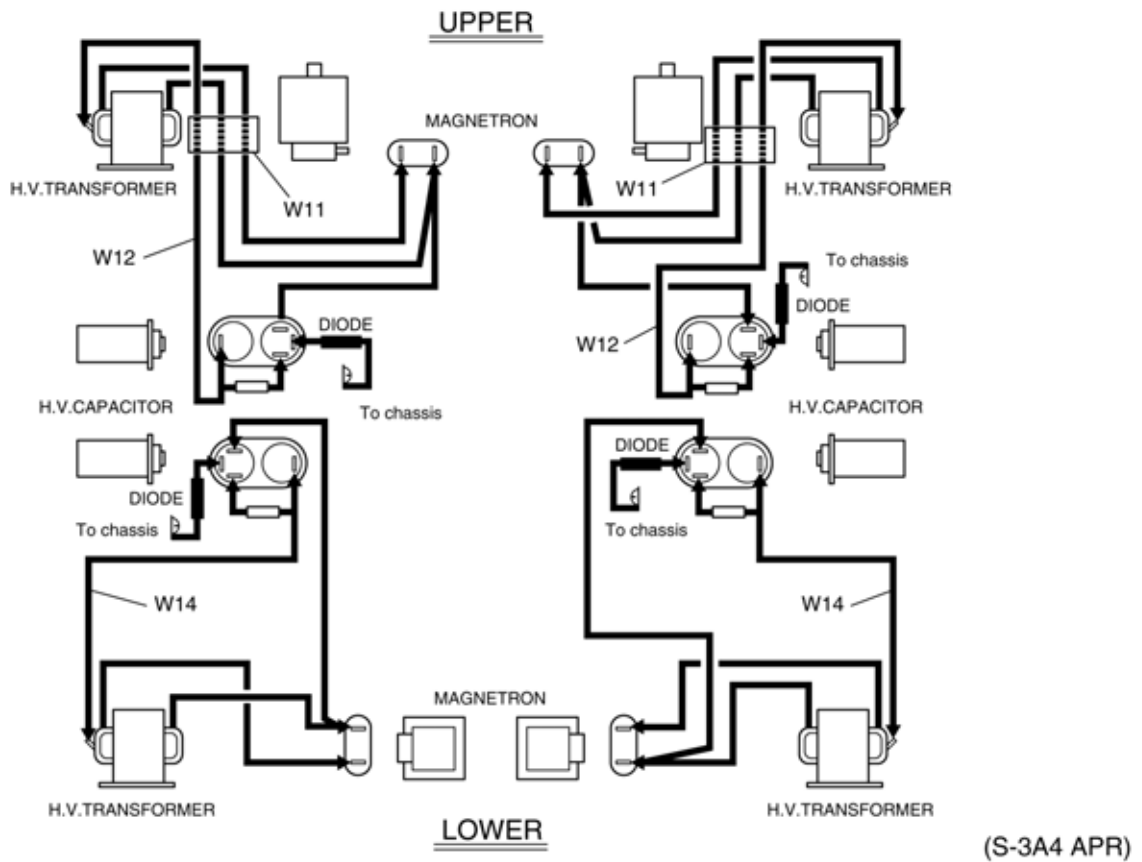 UPPER
MAGNETRON
H.V.TRANSFORMER
W11
W11
H.V.TRANSFORMER
W12
To chassis
DIODE
DIODE
W12
H.V.CAPACITOR
To chassis
H.V.CAPACITOR
DIODE
DIODE
To chassis
To chassis
W14
W14
MAGNETRON
H.V.TRANSFORMER
H.V.TRANSFORMER
LOWER
(S-3A4 APR)